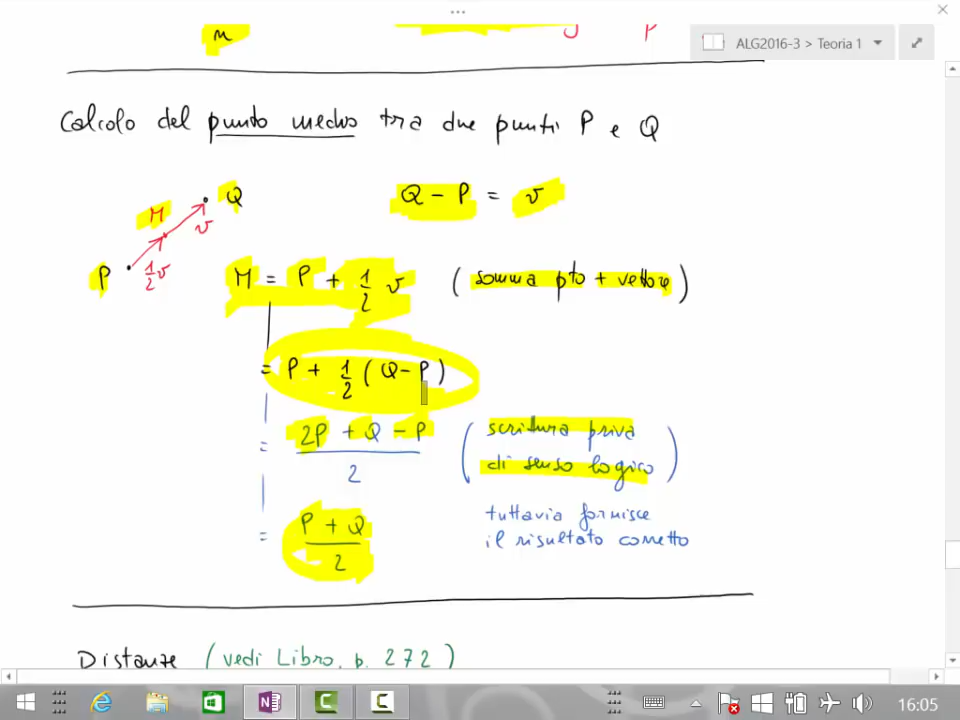 ALG2016-3 > Teoria 1
Calcolo del punto medio tra due punti P e Q
Q - P = v
Q
M
v
P
1/2 v
M = P + 1/2 v (somma pto + vettore)
= P + 1/2 (Q-P)
= 2P + Q - P / 2 (scrittura priva
di senso logico)
tuttavia fornisce
= P + Q / 2 il risultato corretto
Distanze (vedi Libro, p. 272)
16:05